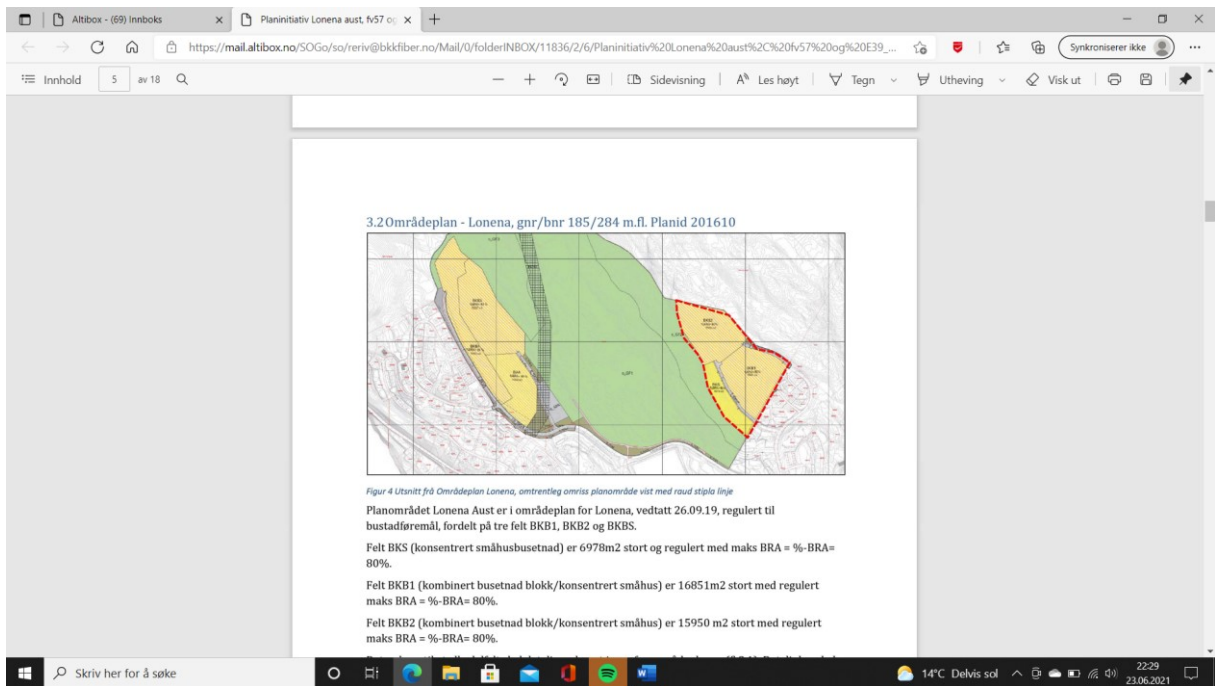 Altibox - (69) Innboks
Planinitiativ Lonena aust, fv57 og
https://mail.altibox.no/SOGo/so/reriv@bkkfiber.no/Mail/0/folderINBOX/11836/2/6/Planinitiativ%20Lonena%20aust%2C%20fv57%20og%20E39_...
Synkroniserer ikke
Innhold 5 av 18 Sidevisning Les høyt Tegn Utheving Visk ut
3.2 Områdeplan - Lonena, gnr/bnr 185/284 m.fl. Planid 201610
Figur 4 Utsnitt frå Områdeplan Lonena, omtrentleg omriss planområde vist med raud stipla linje
Planområdet Lonena Aust er i områdeplan for Lonena, vedtatt 26.09.19, regulert til
bustadføremål, fordelt på tre felt BKB1, BKB2 og BKBS.
Felt BKS (konsentrert småhusbusetnad) er 6978m2 stort og regulert med maks BRA = %-BRA=
80%.
Felt BKB1 (kombinert busetnad blokk/konsentrert småhus) er 16851m2 stort med regulert
maks BRA = %-BRA= 80%.
Felt BKB2 (kombinert busetnad blokk/konsentrert småhus) er 15950 m2 stort med regulert
maks BRA = %-BRA= 80%.
Skriv her for å søke
14°C Delvis sol
22:29
23.06.2021